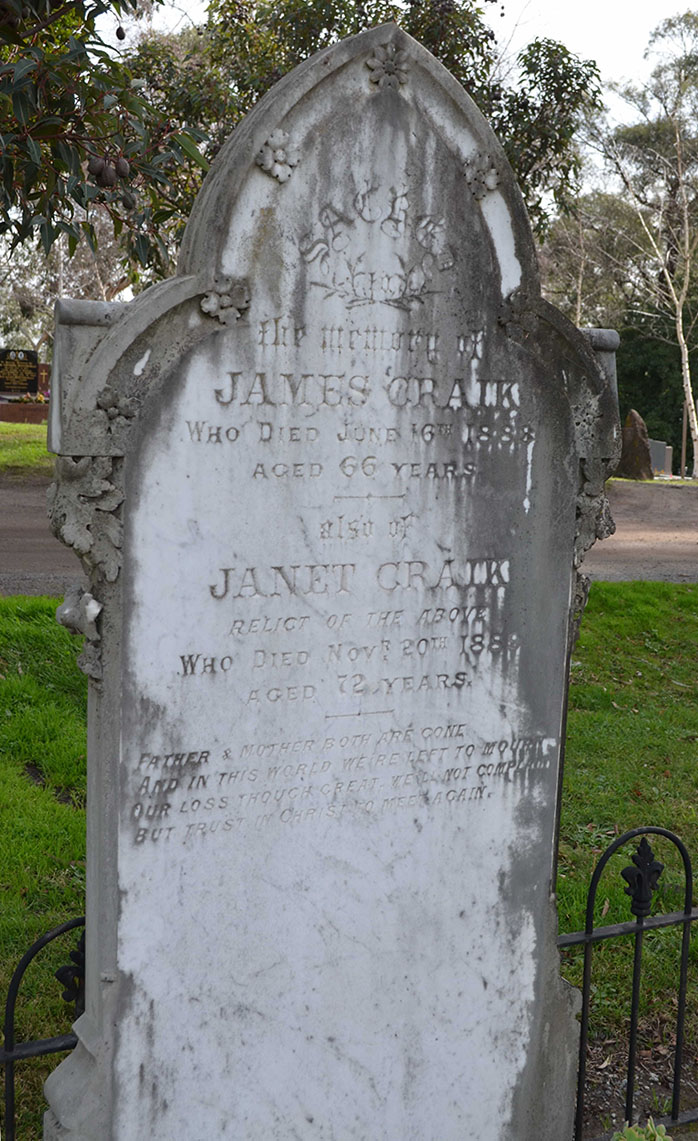 SACRED
TO
the memory of
JAMES CRAIK
WHO DIED JUNE 16TH 1883
AGED 66 YEARS
also of
JANET CRAIK
RELICT OF THE ABOVE
WHO DIED NOVR 20TH
AGED 72 YEARS.
FATHER & MOTHER BOTH ARE GONE
AND IN THIS WORLD WE'RE LEFT TO MOURN
OUR LOSS THOUGH GREAT, WE'LL NOT COMPLAIN
BUT TRUST IN CHRIST TO MEET AGAIN.